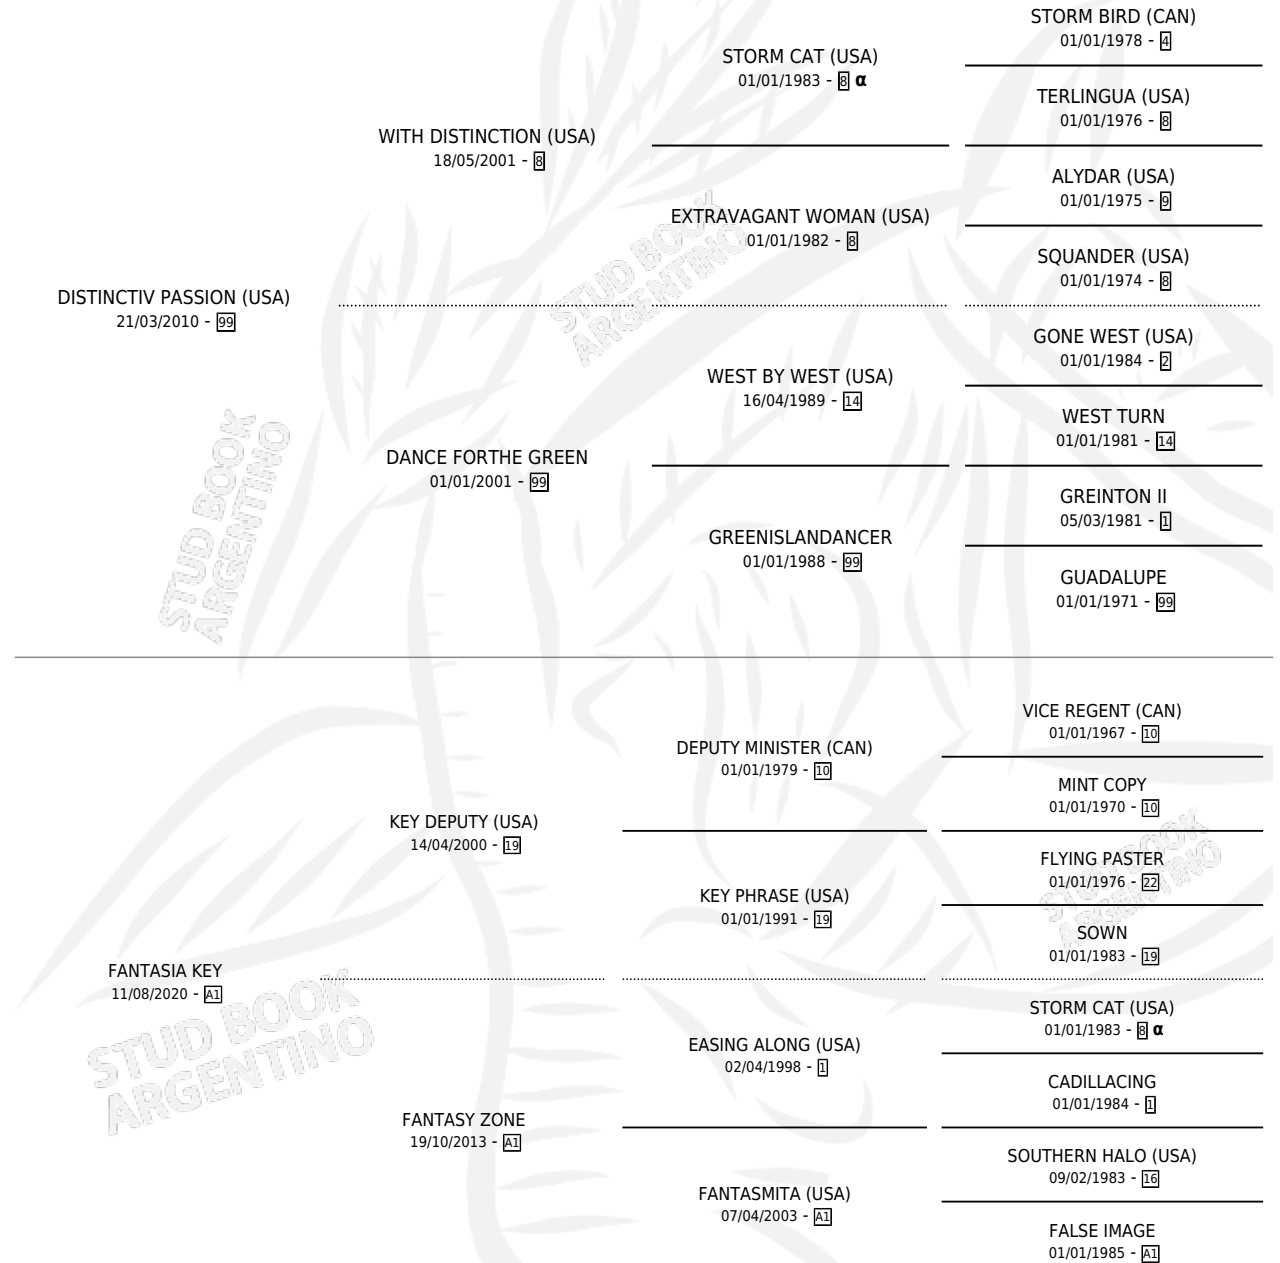 STORM BIRD (CAN)
01/01/1978 - 4
STORM CAT (USA)
01/01/1983 - 8 α
TERLINGUA (USA)
01/01/1976 - 8
WITH DISTINCTION (USA)
18/05/2001 - 8
ALYDAR (USA)
01/01/1975 - 9
EXTRAVAGANT WOMAN (USA)
01/01/1982 - 8
SQUANDER (USA)
01/01/1974 - 8
DISTINCTIV PASSION (USA)
21/03/2010 - 99
GONE WEST (USA)
01/01/1984 - 2
WEST BY WEST (USA)
16/04/1989 - 14
WEST TURN
01/01/1981 - 14
DANCE FORTHE GREEN
01/01/2001 - 99
GREINTON II
05/03/1981 - 1
GREENISLANDANCER
01/01/1988 - 99
GUADALUPE
01/01/1971 - 99
VICE REGENT (CAN)
01/01/1967 - 10
DEPUTY MINISTER (CAN)
01/01/1979 - 10
MINT COPY
01/01/1970 - 10
KEY DEPUTY (USA)
14/04/2000 - 19
FLYING PASTER
01/01/1976 - 22
KEY PHRASE (USA)
01/01/1991 - 19
SOWN
01/01/1983 - 19
FANTASIA KEY
11/08/2020 - A1
STORM CAT (USA)
01/01/1983 - 8 α
EASING ALONG (USA)
02/04/1998 - 1
CADILLACING
01/01/1984 - 1
FANTASY ZONE
19/10/2013 - A1
SOUTHERN HALO (USA)
09/02/1983 - 16
FANTASMITA (USA)
07/04/2003 - A1
FALSE IMAGE
01/01/1985 - A1
STUD BOOK
ARGENTINO
STUD BOOK
ARGENTINO
STUD BOOK
ARGENTINO
STUD BOOK
ARGENTINO